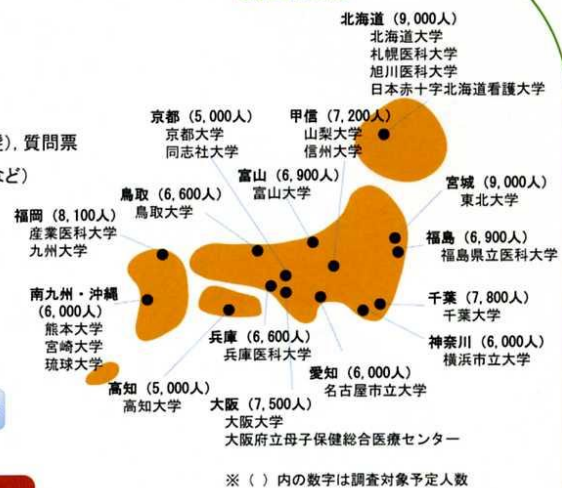 北海道（9,000人）
北海道大学
札幌医科大学
旭川医科大学
日本赤十字北海道看護大学
京都（5,000人）
京都大学
同志社大学
甲信（7,200人）
山梨大学
信州大学
), 質問票
など）
富山（6,900人）
富山大学
宮城（9,000人）
東北大学
鳥取（6,600人）
鳥取大学
福岡（8,100人）
産業医科大学
九州大学
福島（6,900人）
福島県立医科大学
南九州・沖縄
（6,000人）
熊本大学
宮崎大学
琉球大学
千葉（7,800人）
千葉大学
兵庫（6,600人）
兵庫医科大学
神奈川（6,000人）
横浜市立大学
愛知（6,000人）
名古屋市立大学
高知（5,000人）
高知大学
大阪（7,500人）
大阪大学
大阪府立母子保健総合医療センター
※（ ）内の数字は調査対象予定人数